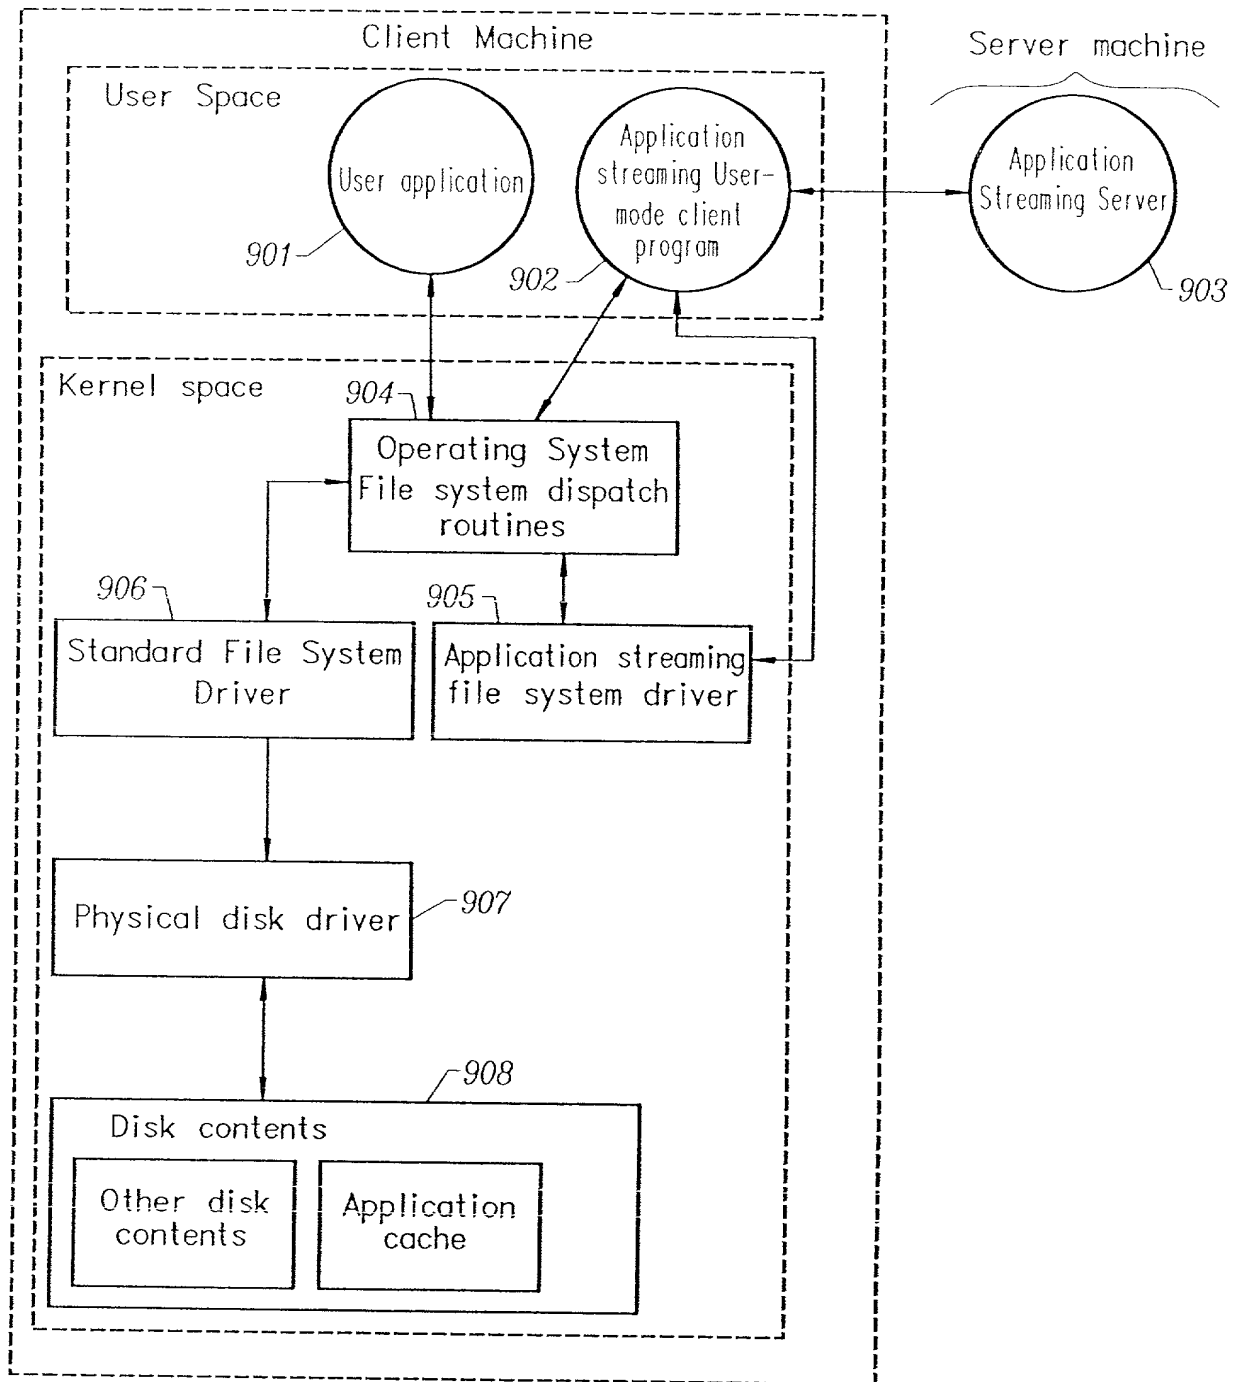 Client Machine
Server machine
User Space
User application
Application
streaming User-
mode client
program
Application
Streaming Server
901
902
903
Kernel space
904
Operating System
File system dispatch
routines
906
905
Standard File System
Driver
Application streaming
file system driver
Physical disk driver
907
908
Disk contents
Other disk
contents
Application
cache